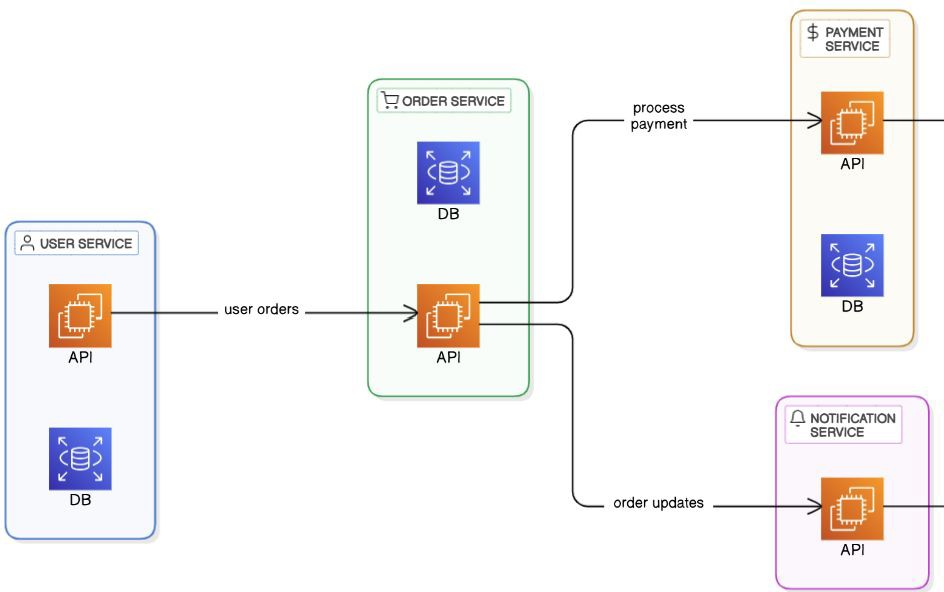 $ PAYMENT
SERVICE
API
DB
ORDER SERVICE
DB
API
process
payment
USER SERVICE
API
DB
user orders
order updates
NOTIFICATION
SERVICE
API